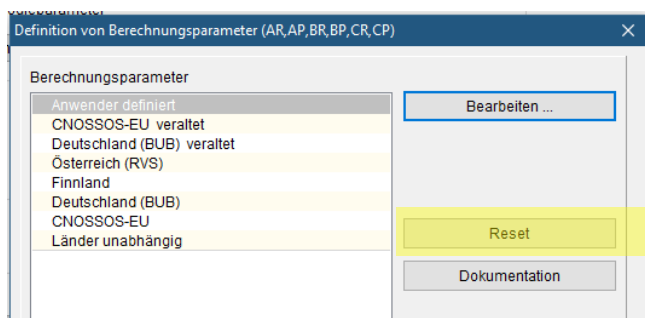 Definition von Berechnungsparameter (AR,AP,BR,BP,CR,CP)
Berechnungsparameter
Anwender definiert
CNOSSOS-EU veraltet
Deutschland (BUB) veraltet
Österreich (RVS)
Finnland
Deutschland (BUB)
CNOSSOS-EU
Länder unabhängig
Bearbeiten ...
Reset
Dokumentation